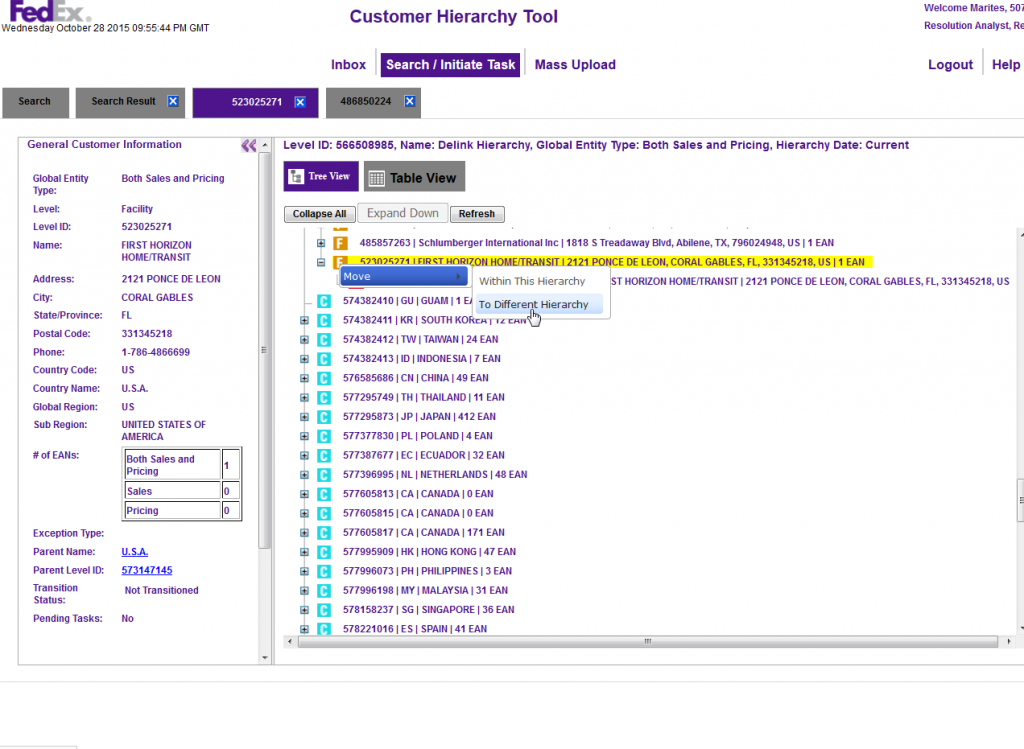 FedEx.
Wednesday October 28 2015 09:55:44 PM GMT
Customer Hierarchy Tool
Welcome Marites, 507
Resolution Analyst, Re
Inbox
Search / Initiate Task
Mass Upload
Logout
Help
Search
Search Result
523025271
486850224
General Customer Information
Global Entity Type: Both Sales and Pricing
Level: Facility
Level ID: 523025271
Name: FIRST HORIZON HOME/TRANSIT
Address: 2121 PONCE DE LEON
City: CORAL GABLES
State/Province: FL
Postal Code: 331345218
Phone: 1-786-4866699
Country Code: US
Country Name: U.S.A.
Global Region: US
Sub Region: UNITED STATES OF AMERICA
# of EANs:
Both Sales and Pricing 1
Sales 0
Pricing 0
Exception Type:
Parent Name: U.S.A.
Parent Level ID: 573147145
Transition Status: Not Transitioned
Pending Tasks: No
Level ID: 566508985, Name: Delink Hierarchy, Global Entity Type: Both Sales and Pricing, Hierarchy Date: Current
Tree View
Table View
Collapse All
Expand Down
Refresh
F 485857263 | Schlumberger International Inc | 1818 S Treadaway Blvd, Abilene, TX, 796024948, US | 1 EAN
F 523025271 | FIRST HORIZON HOME/TRANSIT | 2121 PONCE DE LEON, CORAL GABLES, FL, 331345218, US | 1 EAN
Move
Within This Hierarchy
To Different Hierarchy
ST HORIZON HOME/TRANSIT | 2121 PONCE DE LEON, CORAL GABLES, FL, 331345218, US
C 574382410 | GU | GUAM | 1 EA
C 574382411 | KR | SOUTH KOREA | 12 EAN
C 574382412 | TW | TAIWAN | 24 EAN
C 574382413 | ID | INDONESIA | 7 EAN
C 576585686 | CN | CHINA | 49 EAN
C 577295749 | TH | THAILAND | 11 EAN
C 577295873 | JP | JAPAN | 412 EAN
C 577377830 | PL | POLAND | 4 EAN
C 577387677 | EC | ECUADOR | 32 EAN
C 577396995 | NL | NETHERLANDS | 48 EAN
C 577605813 | CA | CANADA | 0 EAN
C 577605815 | CA | CANADA | 0 EAN
C 577605817 | CA | CANADA | 171 EAN
C 577995909 | HK | HONG KONG | 47 EAN
C 577996073 | PH | PHILIPPINES | 3 EAN
C 577996198 | MY | MALAYSIA | 31 EAN
C 578158237 | SG | SINGAPORE | 36 EAN
C 578221016 | ES | SPAIN | 41 EAN